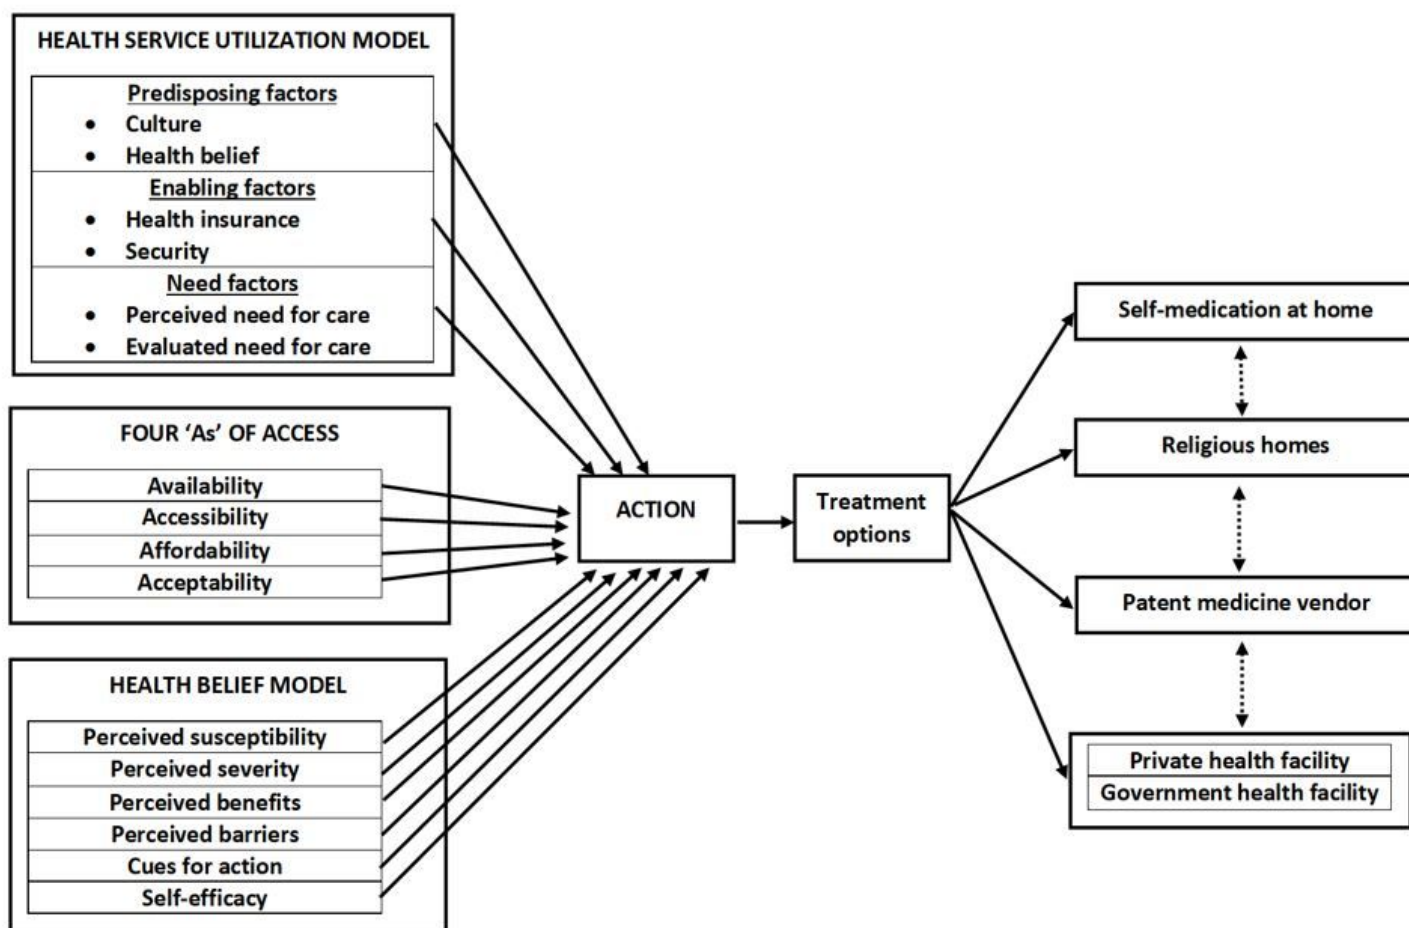 HEALTH SERVICE UTILIZATION MODEL
Predisposing factors
• Culture
• Health belief
Enabling factors
• Health insurance
• Security
Need factors
• Perceived need for care
• Evaluated need for care
FOUR ‘As’ OF ACCESS
Availability
Accessibility
Affordability
Acceptability
HEALTH BELIEF MODEL
Perceived susceptibility
Perceived severity
Perceived benefits
Perceived barriers
Cues for action
Self-efficacy
ACTION
Treatment
options
Self-medication at home
Religious homes
Patent medicine vendor
Private health facility
Government health facility